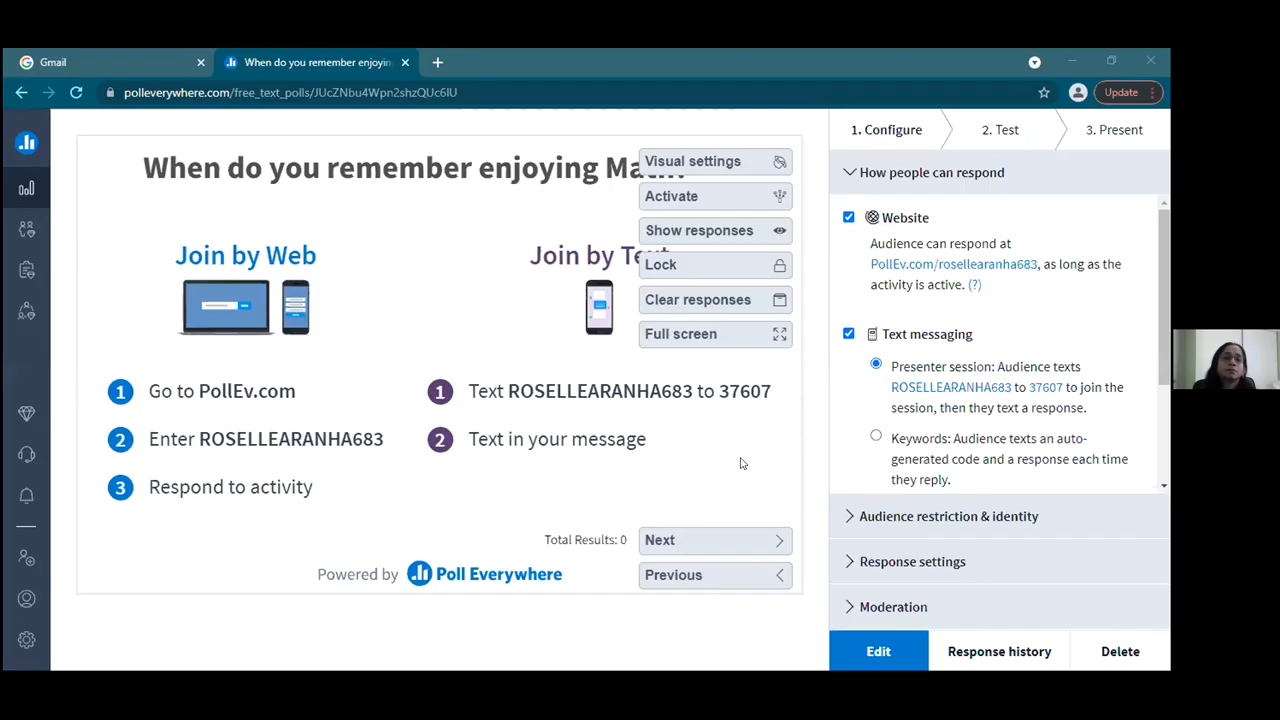 Gmail
When do you remember enjoyin
polleverywhere.com/free_text_polls/JUcZNbu4Wpn2shzQUc6lU
Update
When do you remember enjoying Math?
Visual settings
Activate
Show responses
Lock
Clear responses
Full screen
Join by Web
Join by Text
1 Go to PollEv.com
2 Enter ROSELLEARANHA683
3 Respond to activity
1 Text ROSELLEARANHA683 to 37607
2 Text in your message
Total Results: 0
Next
Previous
Powered by Poll Everywhere
1. Configure
2. Test
3. Present
How people can respond
Website
Audience can respond at
PollEv.com/rosellearanha683, as long as the
activity is active. (?)
Text messaging
Presenter session: Audience texts
ROSELLEARANHA683 to 37607 to join the
session, then they text a response.
Keywords: Audience texts an auto-
generated code and a response each time
they reply.
Audience restriction & identity
Response settings
Moderation
Edit
Response history
Delete